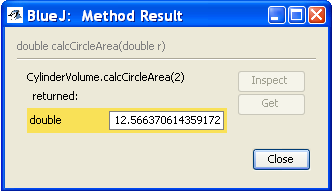 BlueJ: Method Result
double calcCircleArea(double r)
CylinderVolume.calcCircleArea(2)
returned:
double 12.566370614359172
Inspect
Get
Close